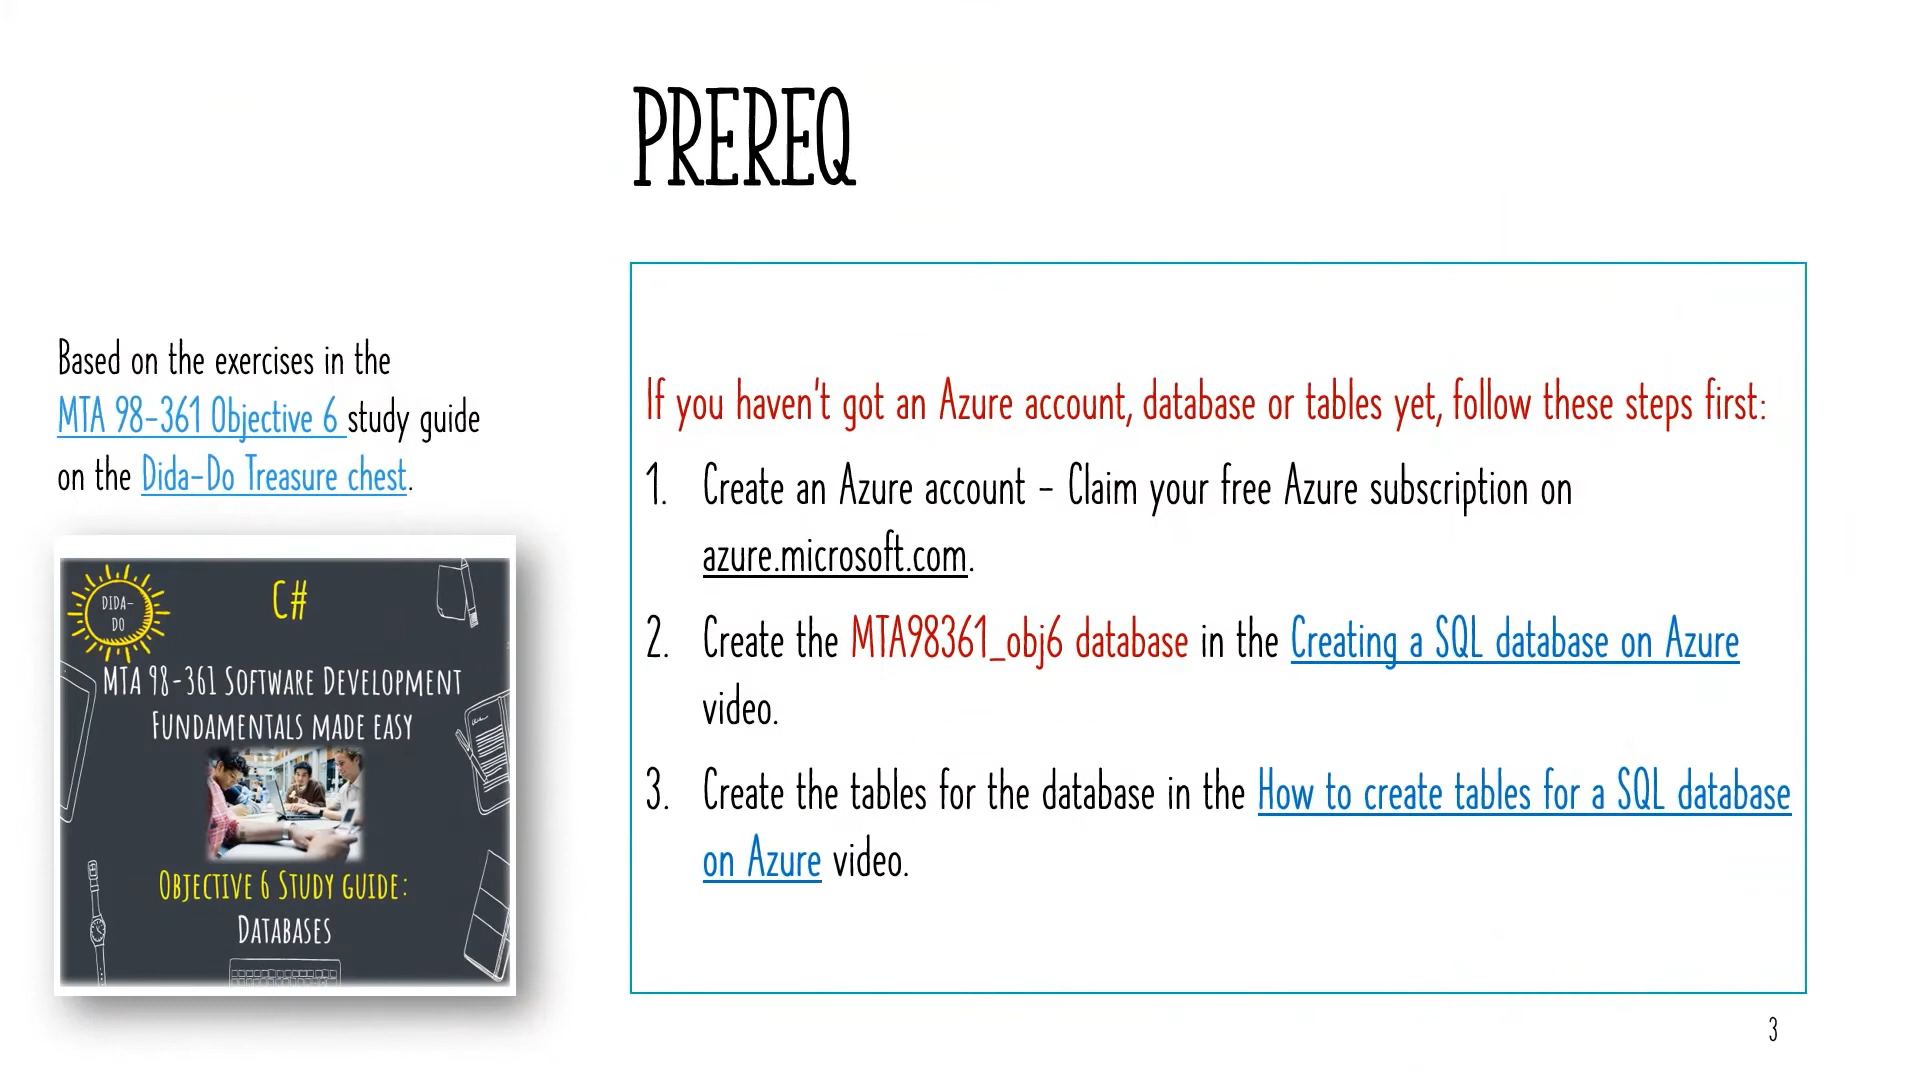 PREREQ
Based on the exercises in the
MTA 98-361 Objective 6 study guide
on the Dida-Do Treasure chest.
DIDA-
DO
C#
MTA 98-361 SOFTWARE DEVELOPMENT
FUNDAMENTALS MADE EASY
OBJECTIVE 6 STUDY GUIDE:
DATABASES
If you haven't got an Azure account, database or tables yet, follow these steps first:
1. Create an Azure account - Claim your free Azure subscription on
azure.microsoft.com.
2. Create the MTA98361_obj6 database in the Creating a SQL database on Azure
video.
3. Create the tables for the database in the How to create tables for a SQL database
on Azure video.
3